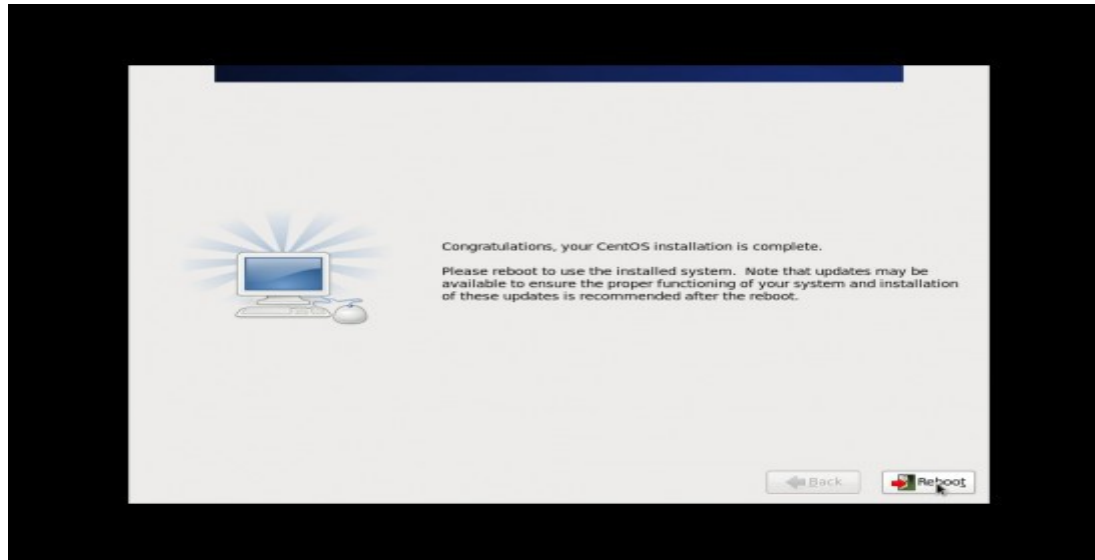 Congratulations, your CentOS installation is complete.
Please reboot to use the installed system.  Note that updates may be
available to ensure the proper functioning of your system and installation
of these updates is recommended after the reboot.
Back
Reboot